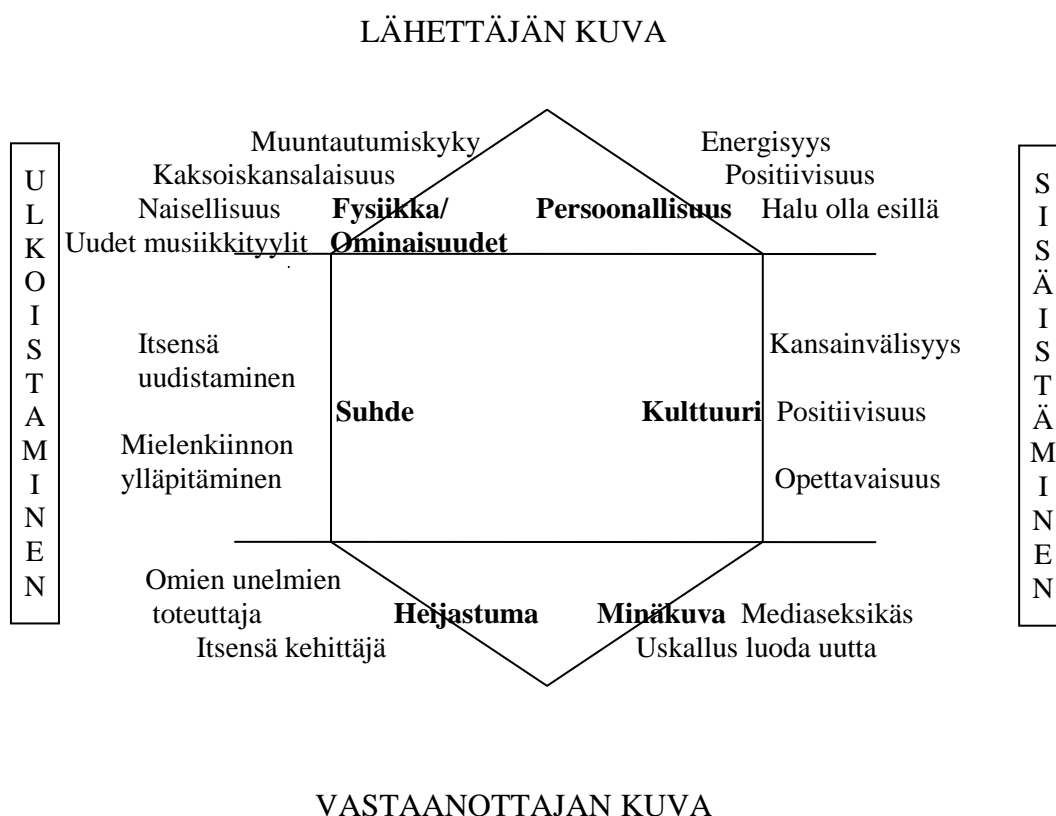 LÄHETTÄJÄN KUVA
Muuntautumiskyky Energisyys
Kaksoiskansalaisuus Positiivisuus
Naisellisuus Fysiikka/ Persoonallisuus Halu olla esillä
Uudet musiikkityylit Ominaisuudet
ULKOISTAMINEN
SISÄISTÄMINEN
Itsensä Kansainvälisyys
uudistaminen
Suhde Kulttuuri Positiivisuus
Mielenkiinnon
ylläpitäminen Opettavaisuus
Omien unelmien
toteuttaja Heijastuma Minäkuva Mediaseksikäs
Itsensä kehittäjä Uskallus luoda uutta
VASTAANOTTAJAN KUVA